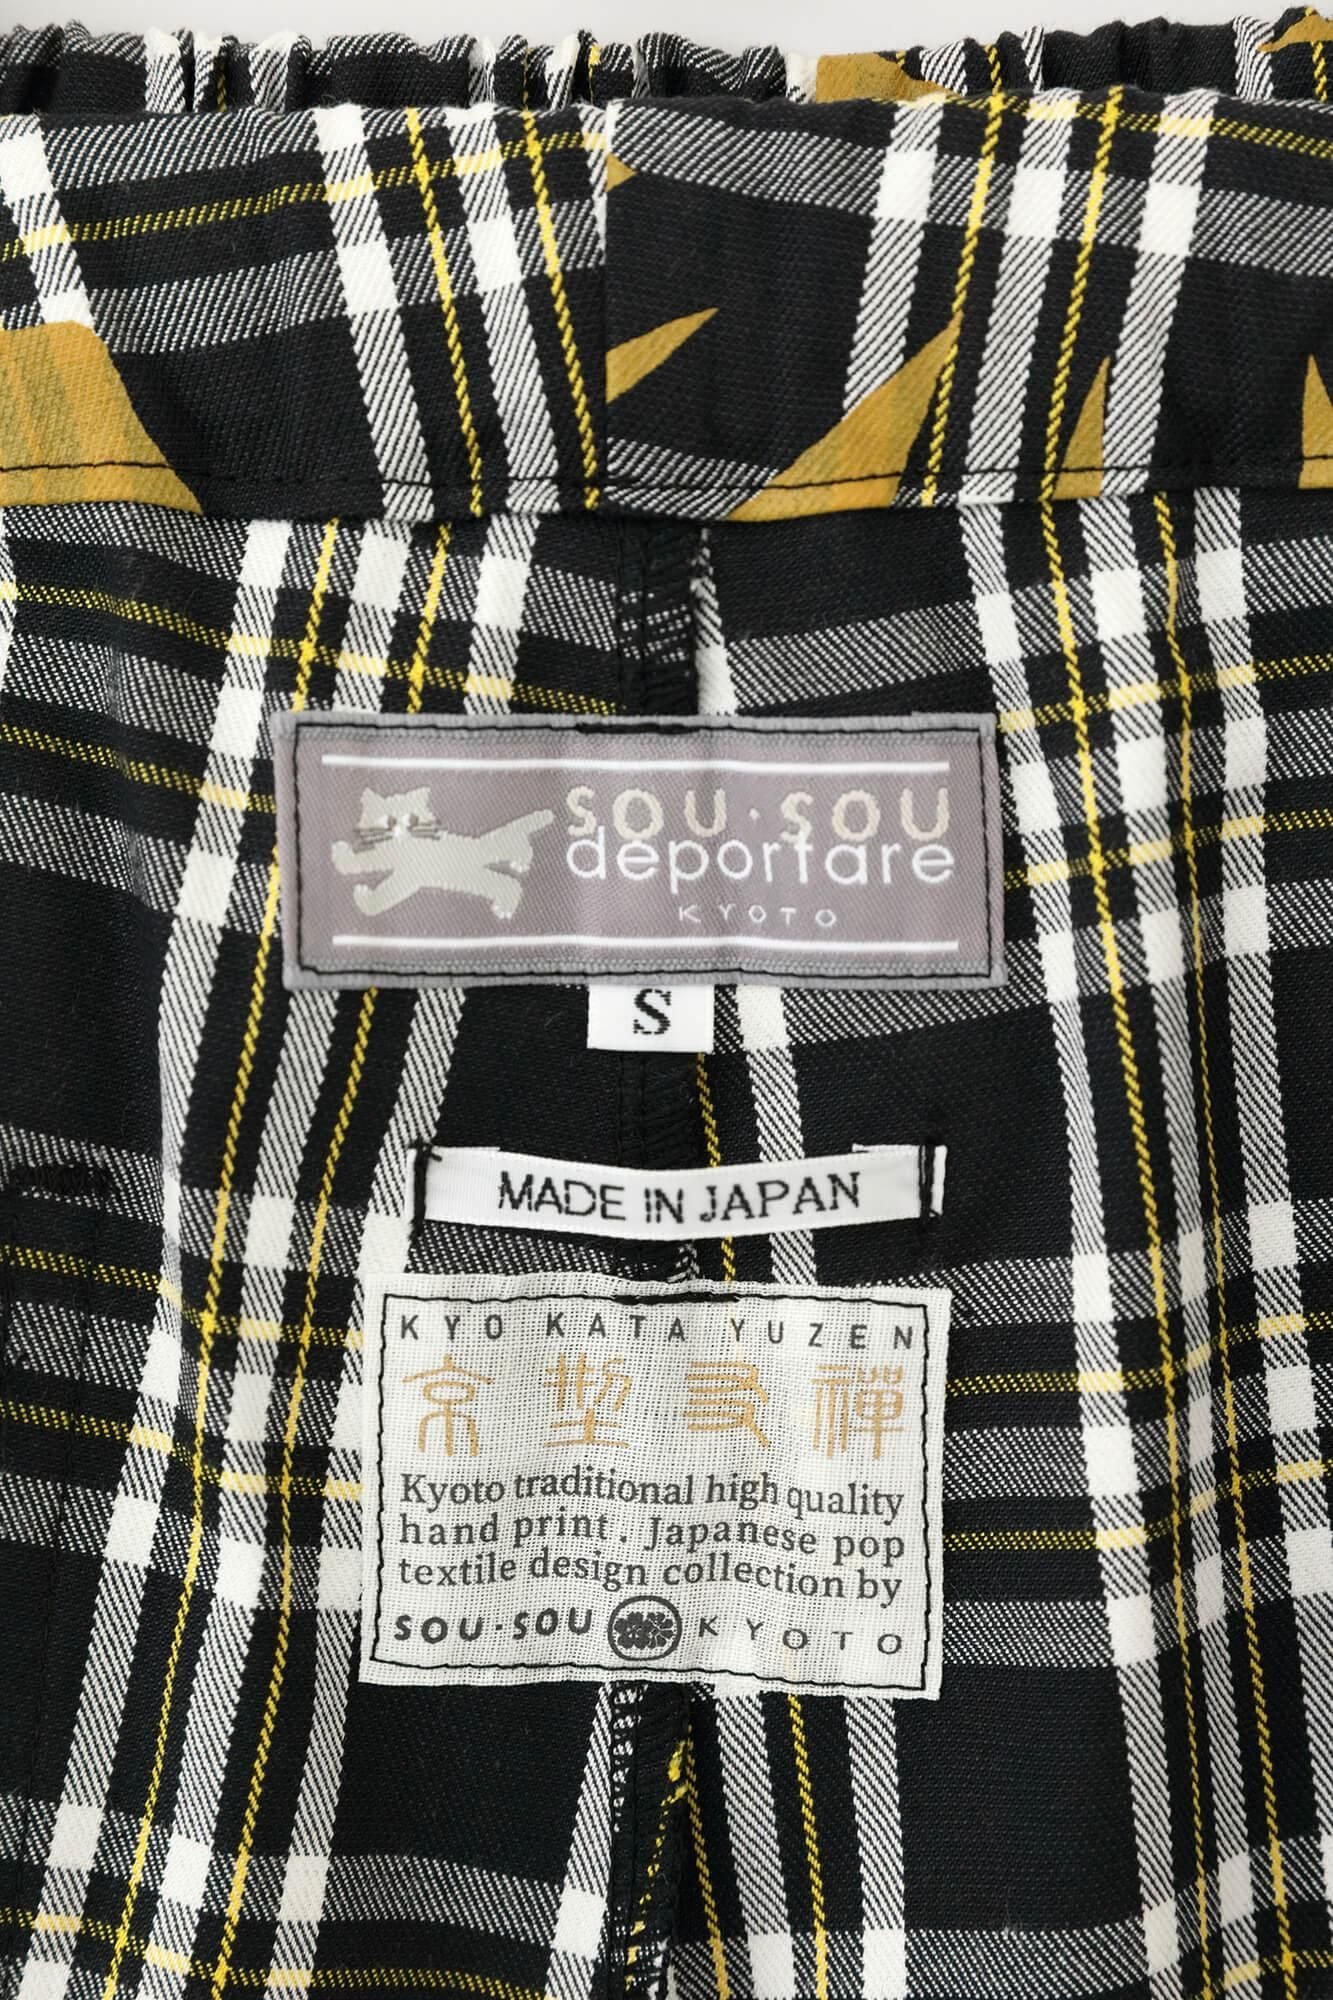 SOU・SOU
deportare
KYOTO
S
MADE IN JAPAN
KYO KATA YUZEN
京型友禅
Kyoto traditional high quality
hand print. Japanese pop
textile design collection by
SOU・SOU KYOTO